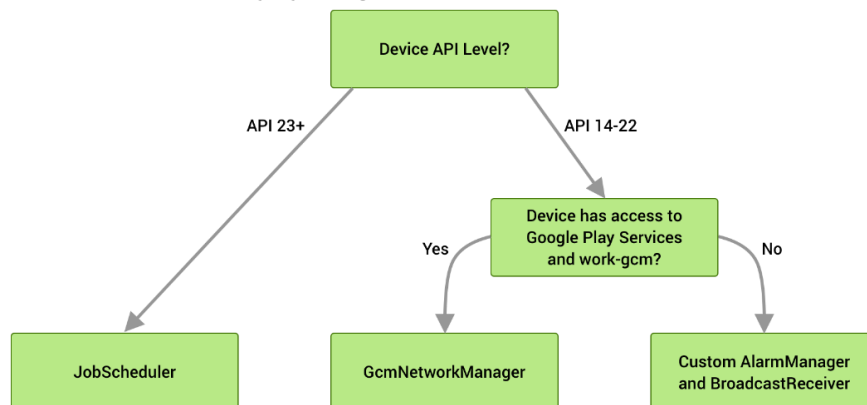 Device API Level?
API 23+
API 14-22
Device has access to
Google Play Services
and work-gcm?
Yes
No
JobScheduler
GcmNetworkManager
Custom AlarmManager
and BroadcastReceiver